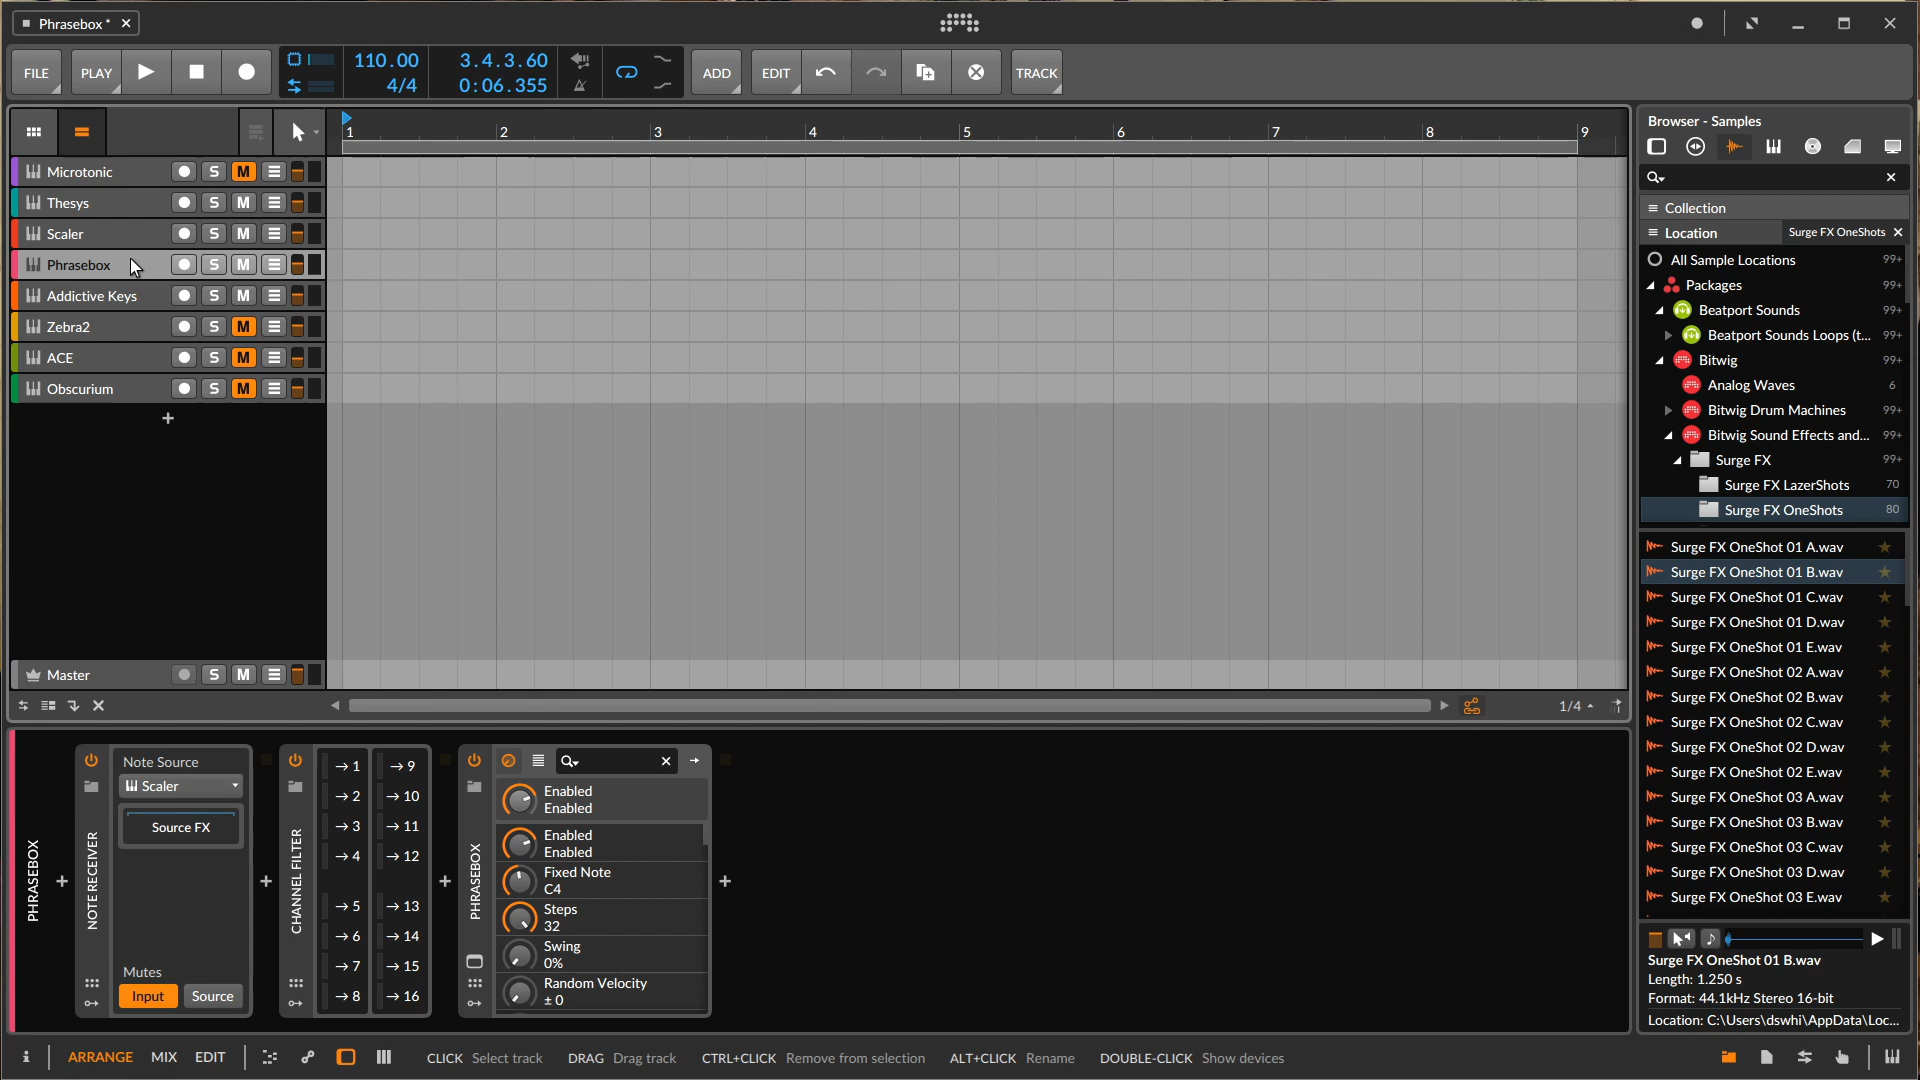 Phrasebox *
FILE PLAY 110.00 4/4 3.4.3.60 0:06.355 ADD EDIT TRACK
1 2 3 4 5 6 7 8 9
Microtonic S M
Thesys S M
Scaler S M
Phrasebox S M
Addictive Keys S M
Zebra2 S M
ACE S M
Obscurium S M
+
Master S M
1/4
Browser - Samples
Collection
Location Surge FX OneShots
All Sample Locations 99+
Packages 99+
Beatport Sounds 99+
Beatport Sounds Loops (t... 99+
Bitwig 99+
Analog Waves 6
Bitwig Drum Machines 99+
Bitwig Sound Effects and... 99+
Surge FX 99+
Surge FX LazerShots 70
Surge FX OneShots 80
Surge FX OneShot 01 A.wav
Surge FX OneShot 01 B.wav
Surge FX OneShot 01 C.wav
Surge FX OneShot 01 D.wav
Surge FX OneShot 01 E.wav
Surge FX OneShot 02 A.wav
Surge FX OneShot 02 B.wav
Surge FX OneShot 02 C.wav
Surge FX OneShot 02 D.wav
Surge FX OneShot 02 E.wav
Surge FX OneShot 03 A.wav
Surge FX OneShot 03 B.wav
Surge FX OneShot 03 C.wav
Surge FX OneShot 03 D.wav
Surge FX OneShot 03 E.wav
Surge FX OneShot 01 B.wav
Length: 1.250 s
Format: 44.1kHz Stereo 16-bit
Location: C:\Users\dswhi\AppData\Loc...
PHRASEBOX
NOTE RECEIVER
Note Source
Scaler
Source FX
Mutes
Input Source
CHANNEL FILTER
→1 →9
→2 →10
→3 →11
→4 →12
→5 →13
→6 →14
→7 →15
→8 →16
PHRASEBOX
Enabled
Enabled
Enabled
Enabled
Fixed Note
C4
Steps
32
Swing
0%
Random Velocity
± 0
i ARRANGE MIX EDIT CLICK Select track DRAG Drag track CTRL+CLICK Remove from selection ALT+CLICK Rename DOUBLE-CLICK Show devices